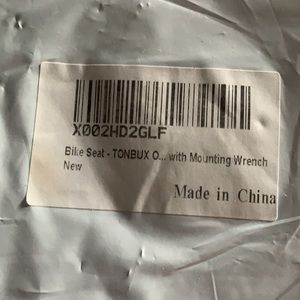 X002HD2GLF
Bike Seat - TONBUX O... with Mounting Wrench
New
Made in China